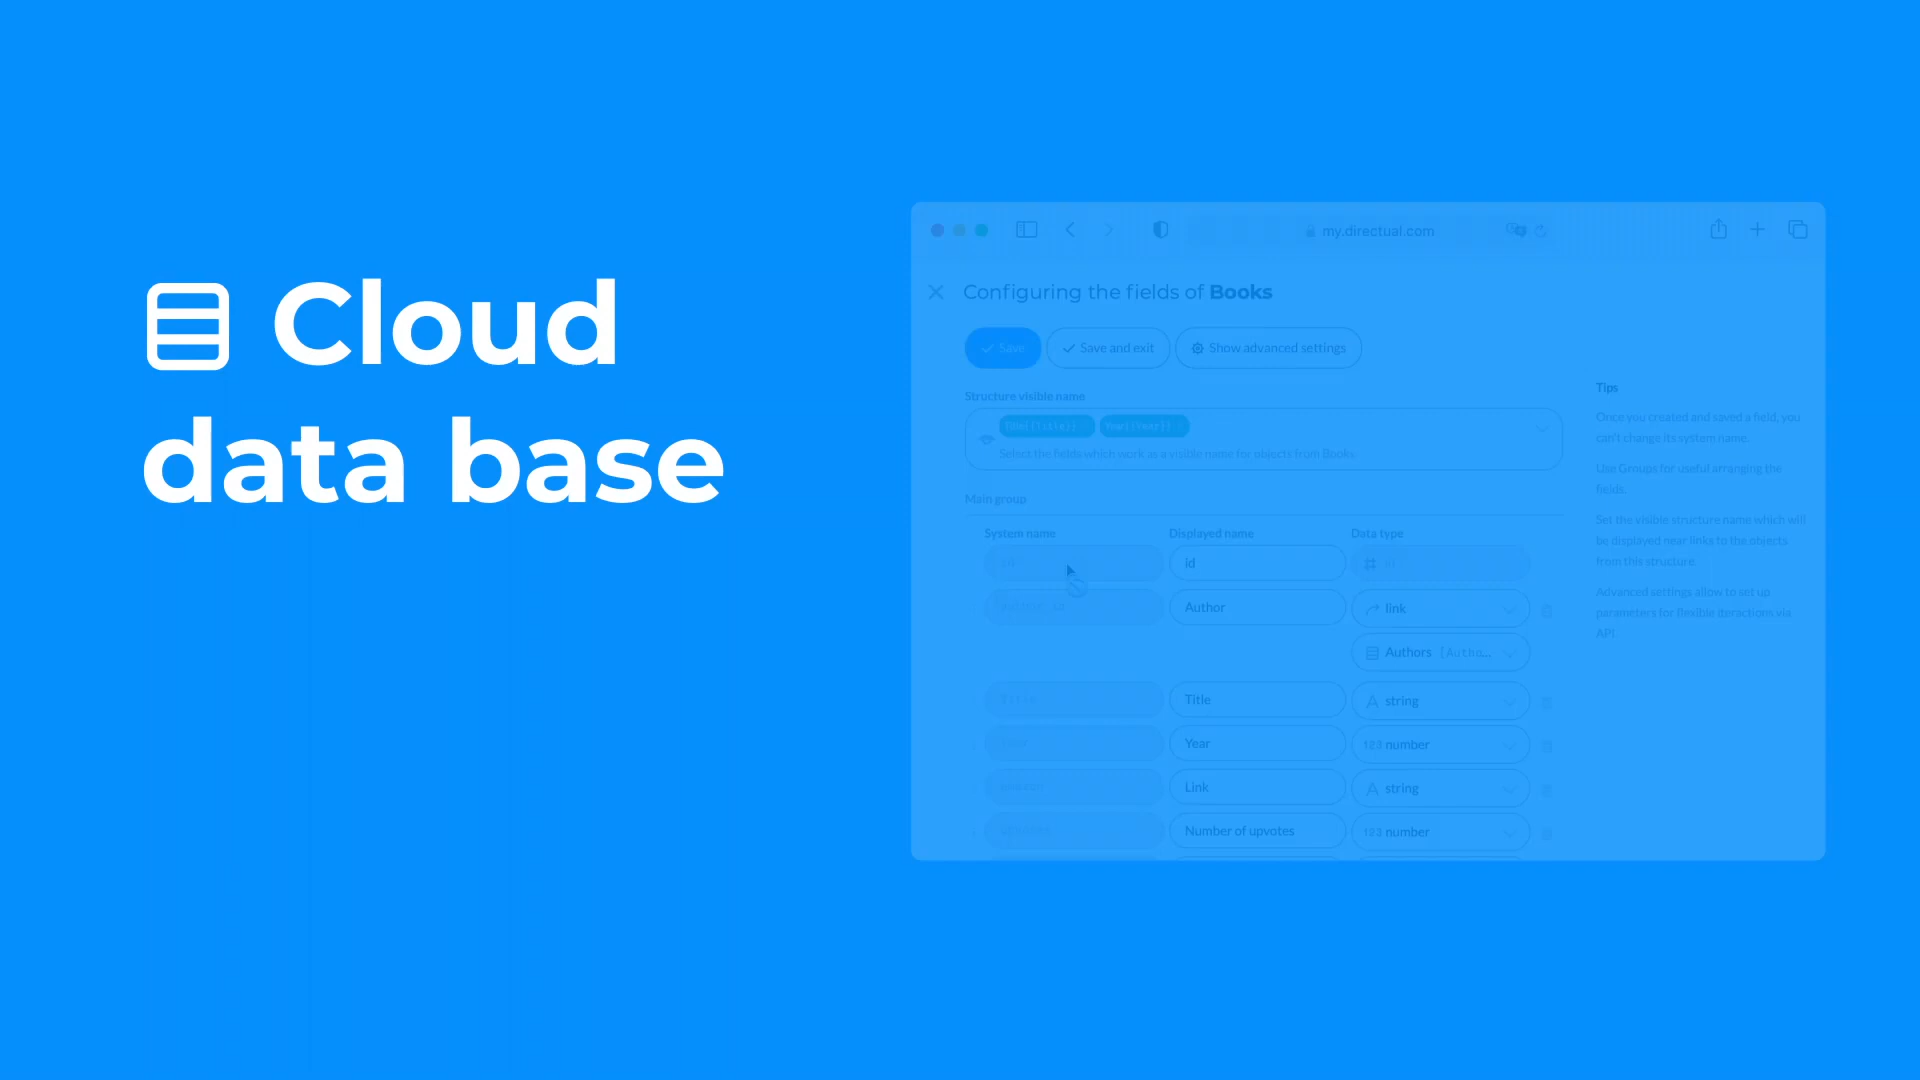 Cloud
data base
my.directual.com
Configuring the fields of Books
Save
Save and exit
Show advanced settings
Structure visible name
Select the fields which work as a visible name for objects from Books.
Main group
System name Displayed name Data type
id id
Author link
Authors (Autho...
Title string
Year 123 number
Link string
Number of upvotes 123 number
Tips
Once you created and saved a field, you
can't change its system name.
Use Groups for useful arranging the
fields.
Set the visible structure name which will
be displayed near links to the objects
from this structure.
Advanced settings allow to set up
parameters for flexible iteractions via
API